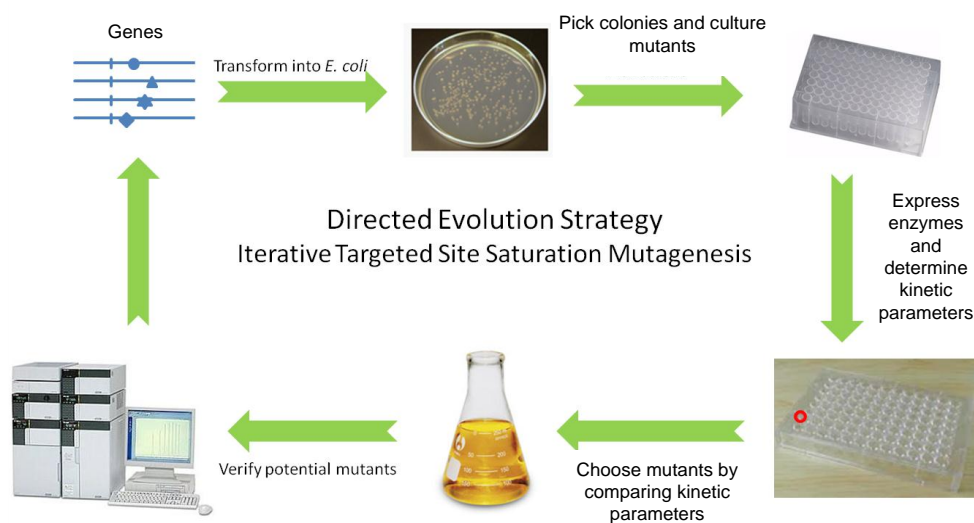 Genes
Transform into E. coli
Pick colonies and culture
mutants
Express
enzymes
and
determine
kinetic
parameters
Directed Evolution Strategy
Iterative Targeted Site Saturation Mutagenesis
Verify potential mutants
Choose mutants by
comparing kinetic
parameters